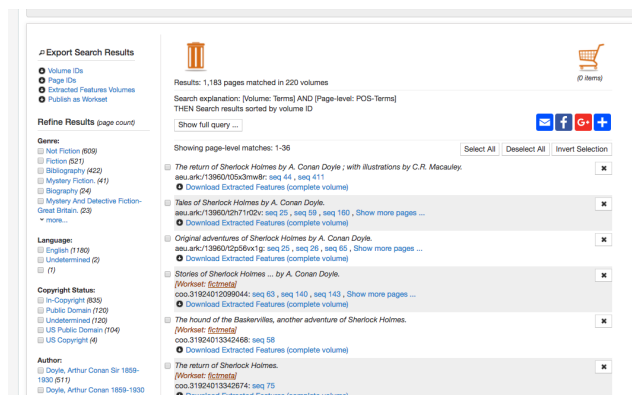 Export Search Results
Volume IDs
Page IDs
Extracted Features Volumes
Publish as Workset
Refine Results (page count)
Genre:
Not Fiction (609)
Fiction (521)
Bibliography (422)
Mystery Fiction. (41)
Biography (24)
Mystery And Detective Fiction-
Great Britain. (23)
more...
Language:
English (1180)
Undetermined (2)
(1)
Copyright Status:
In-Copyright (835)
Public Domain (120)
Undetermined (120)
US Public Domain (104)
US Copyright (4)
Author:
Doyle, Arthur Conan Sir 1859-
1930 (511)
Doyle, Arthur Conan 1859-1930
(0 items)
Results: 1,183 pages matched in 220 volumes
Search explanation: [Volume: Terms] AND [Page-level: POS-Terms]
THEN Search results sorted by volume ID
Show full query ...
f G+ +
Showing page-level matches: 1-36
Select All Deselect All Invert Selection
The return of Sherlock Holmes by A. Conan Doyle ; with illustrations by C.R. Macauley.
aeu.ark:/13960/t05x3mw8r: seq 44 , seq 411
Download Extracted Features (complete volume)
Tales of Sherlock Holmes by A. Conan Doyle.
aeu.ark:/13960/t2h71r02v: seq 25 , seq 59 , seq 160 , Show more pages ...
Download Extracted Features (complete volume)
Original adventures of Sherlock Holmes by A. Conan Doyle.
aeu.ark:/13960/t2p56vx1g: seq 25 , seq 26 , seq 65 , Show more pages ...
Download Extracted Features (complete volume)
Stories of Sherlock Holmes ... by A. Conan Doyle.
[Workset: fictmeta]
coo.31924012099044: seq 63 , seq 140 , seq 143 , Show more pages ...
Download Extracted Features (complete volume)
The hound of the Baskervilles, another adventure of Sherlock Holmes.
[Workset: fictmeta]
coo.31924013342468: seq 58
Download Extracted Features (complete volume)
The return of Sherlock Holmes.
[Workset: fictmeta]
coo.31924013342674: seq 75
Download Extracted Features (complete volume)